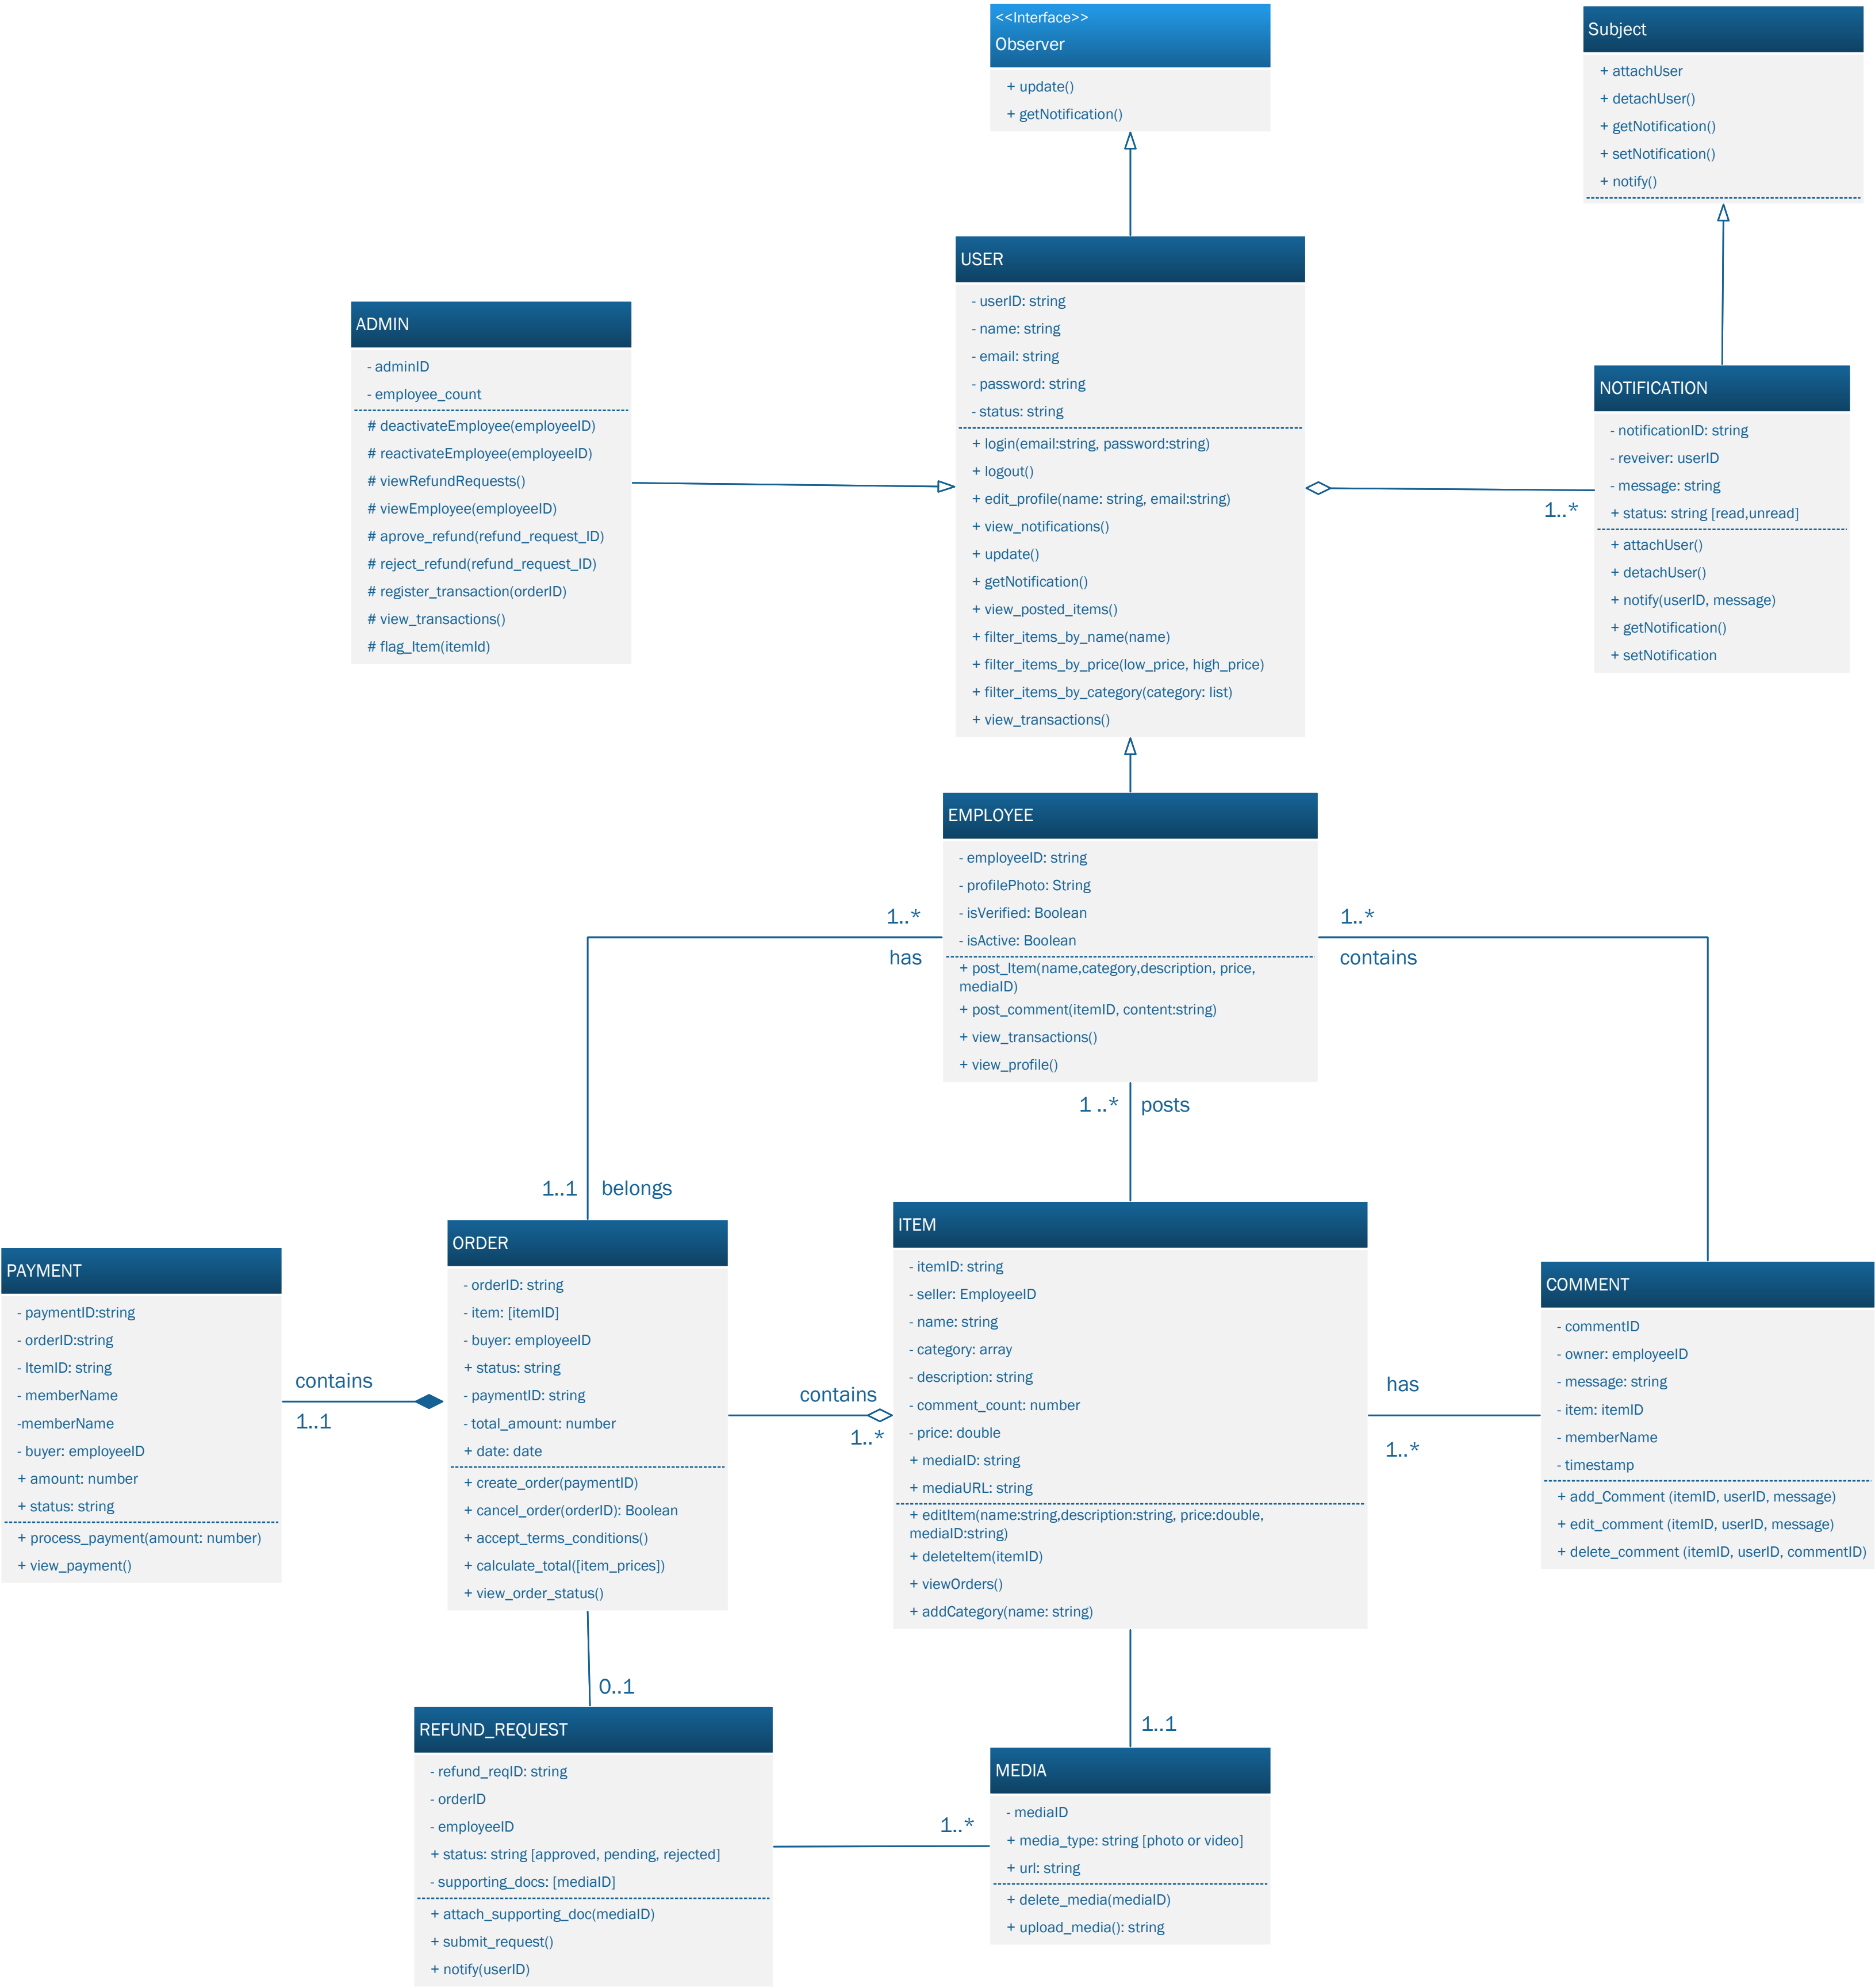 <<Interface>>
Observer
+ update()
+ getNotification()
Subject
+ attachUser
+ detachUser()
+ getNotification()
+ setNotification()
+ notify()
USER
- userID: string
- name: string
- email: string
- password: string
- status: string
+ login(email:string, password:string)
+ logout()
+ edit_profile(name: string, email:string)
+ view_notifications()
+ update()
+ getNotification()
+ view_posted_items()
+ filter_items_by_name(name)
+ filter_items_by_price(low_price, high_price)
+ filter_items_by_category(category: list)
+ view_transactions()
ADMIN
- adminID
- employee_count
# deactivateEmployee(employeeID)
# reactivateEmployee(employeeID)
# viewRefundRequests()
# viewEmployee(employeeID)
# aprove_refund(refund_request_ID)
# reject_refund(refund_request_ID)
# register_transaction(orderID)
# view_transactions()
# flag_Item(itemId)
NOTIFICATION
- notificationID: string
- reveiver: userID
- message: string
+ status: string [read,unread]
+ attachUser()
+ detachUser()
+ notify(userID, message)
+ getNotification()
+ setNotification
1..*
EMPLOYEE
- employeeID: string
- profilePhoto: String
- isVerified: Boolean
- isActive: Boolean
+ post_Item(name,category,description, price,
mediaID)
+ post_comment(itemID, content:string)
+ view_transactions()
+ view_profile()
1..*
has
1..*
contains
1 ..*
posts
1..1
belongs
PAYMENT
- paymentID:string
- orderID:string
- ItemID: string
- memberName
-memberName
- buyer: employeeID
+ amount: number
+ status: string
+ process_payment(amount: number)
+ view_payment()
contains
1..1
ORDER
- orderID: string
- item: [itemID]
- buyer: employeeID
+ status: string
- paymentID: string
- total_amount: number
+ date: date
+ create_order(paymentID)
+ cancel_order(orderID): Boolean
+ accept_terms_conditions()
+ calculate_total([item_prices])
+ view_order_status()
contains
1..*
ITEM
- itemID: string
- seller: EmployeeID
- name: string
- category: array
- description: string
- comment_count: number
- price: double
+ mediaID: string
+ mediaURL: string
+ editItem(name:string,description:string, price:double,
mediaID:string)
+ deleteItem(itemID)
+ viewOrders()
+ addCategory(name: string)
has
1..*
COMMENT
- commentID
- owner: employeeID
- message: string
- item: itemID
- memberName
- timestamp
+ add_Comment (itemID, userID, message)
+ edit_comment (itemID, userID, message)
+ delete_comment (itemID, userID, commentID)
0..1
REFUND_REQUEST
- refund_reqID: string
- orderID
- employeeID
+ status: string [approved, pending, rejected]
- supporting_docs: [mediaID]
+ attach_supporting_doc(mediaID)
+ submit_request()
+ notify(userID)
1..*
1..1
MEDIA
- mediaID
+ media_type: string [photo or video]
+ url: string
+ delete_media(mediaID)
+ upload_media(): string